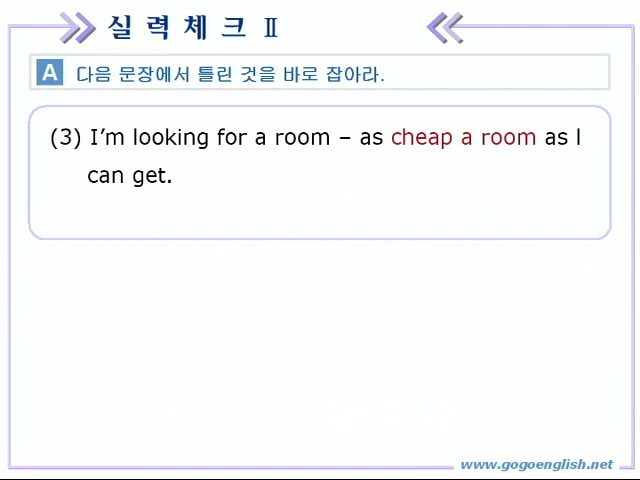 실 력 체 크 Ⅱ
A 다음 문장에서 틀린 것을 바로 잡아라.
(3) I’m looking for a room – as cheap a room as I
can get.
www.gogoenglish.net